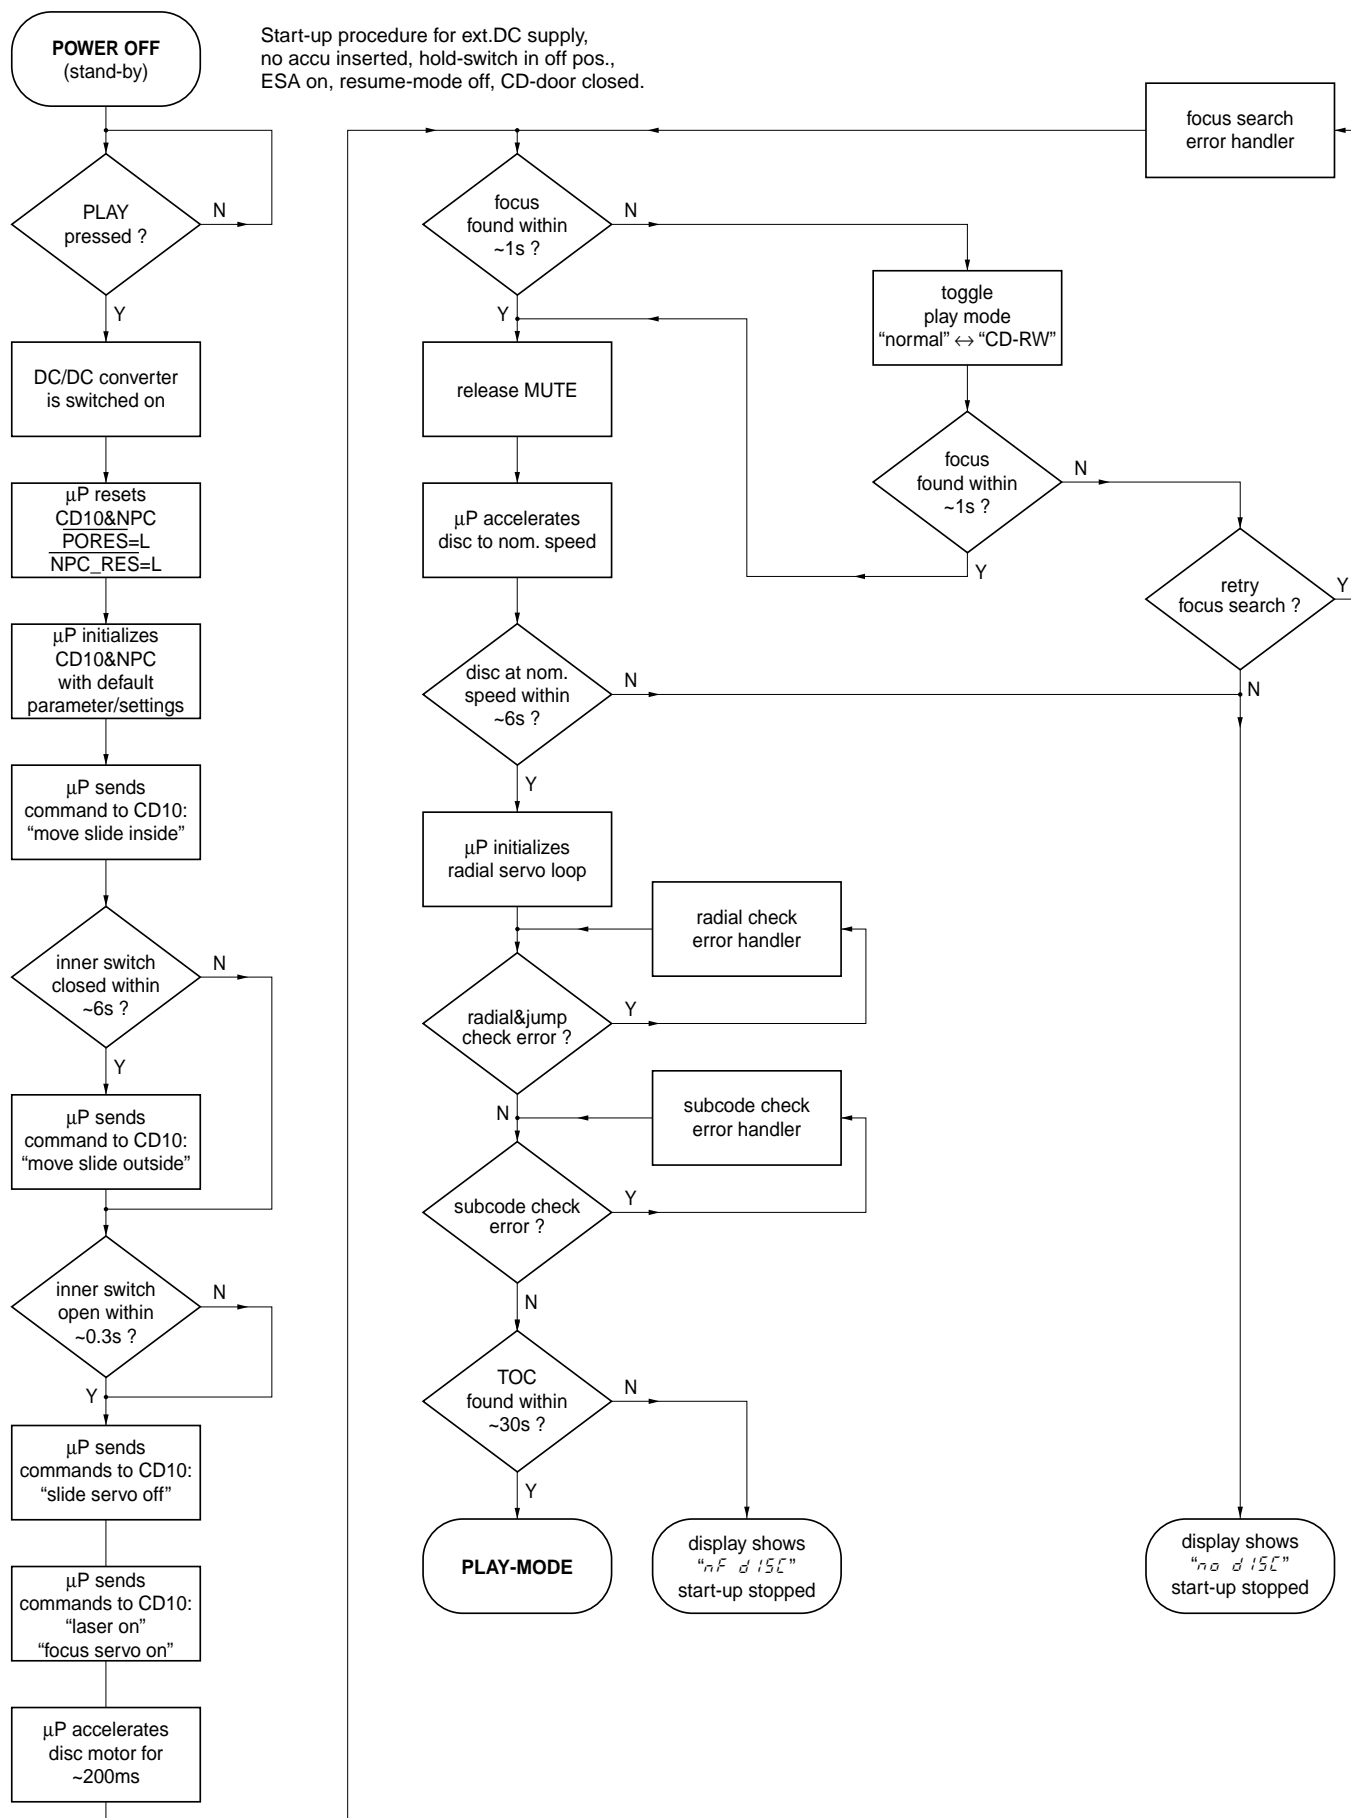 POWER OFF
(stand-by)
Start-up procedure for ext.DC supply,
no accu inserted, hold-switch in off pos.,
ESA on, resume-mode off, CD-door closed.
PLAY
pressed ?
N
Y
DC/DC converter
is switched on
µP resets
CD10&NPC
PORES=L
NPC_RES=L
µP initializes
CD10&NPC
with default
parameter/settings
µP sends
command to CD10:
“move slide inside”
inner switch
closed within
~6s ?
N
Y
µP sends
command to CD10:
“move slide outside”
inner switch
open within
~0.3s ?
N
Y
µP sends
commands to CD10:
“slide servo off”
µP sends
commands to CD10:
“laser on”
“focus servo on”
µP accelerates
disc motor for
~200ms
focus
found within
~1s ?
N
Y
release MUTE
µP accelerates
disc to nom. speed
disc at nom.
speed within
~6s ?
N
Y
µP initializes
radial servo loop
radial check
error handler
radial&jump
check error ?
Y
N
subcode check
error handler
subcode check
error ?
Y
N
TOC
found within
~30s ?
N
Y
PLAY-MODE
display shows
“nF dISC”
start-up stopped
focus search
error handler
toggle
play mode
“normal” ↔ “CD-RW”
focus
found within
~1s ?
N
Y
retry
focus search ?
Y
N
display shows
“no dISC”
start-up stopped